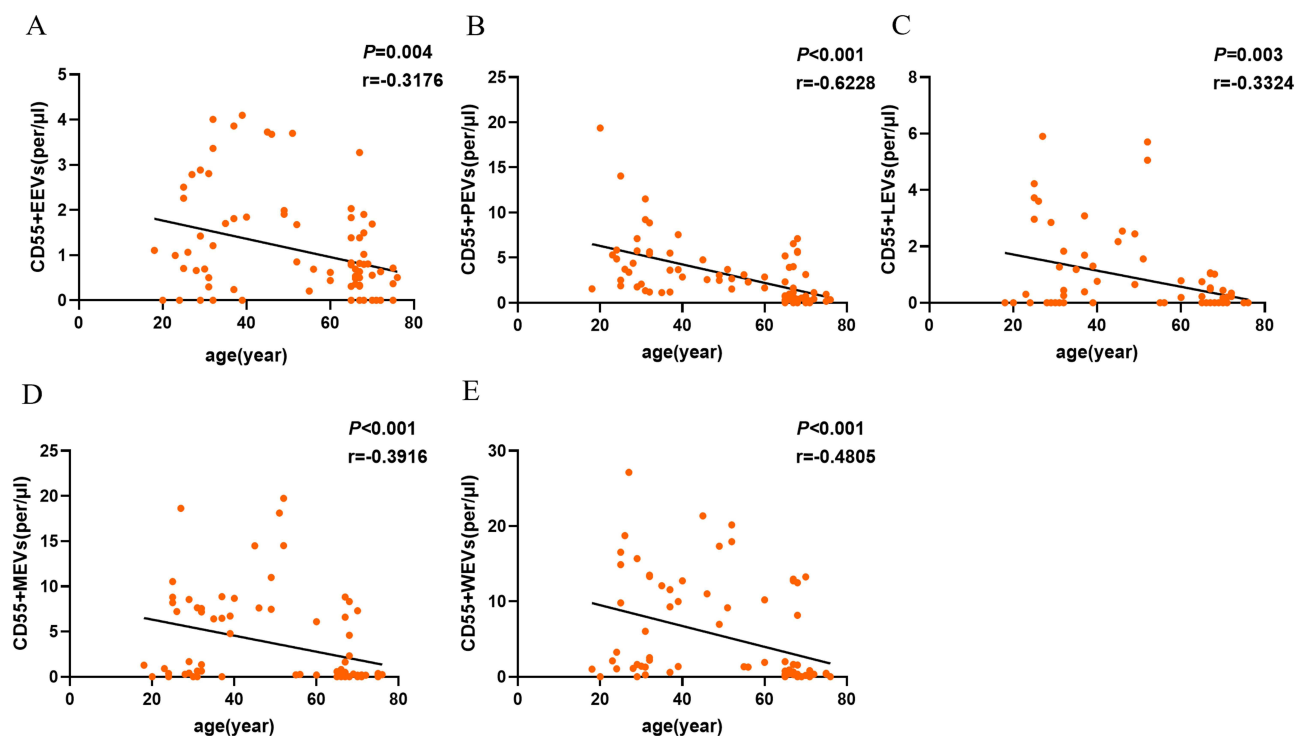 A
P=0.004
r=-0.3176
CD55+EEVs(per/μl)
5
4
3
2
1
0
0 20 40 60 80
age(year)
B
P<0.001
r=-0.6228
CD55+PEVs(per/μl)
25
20
15
10
5
0
0 20 40 60 80
age(year)
C
P=0.003
r=-0.3324
CD55+LEVs(per/μl)
8
6
4
2
0
0 20 40 60 80
age(year)
D
P<0.001
r=-0.3916
CD55+MEVs(per/μl)
25
20
15
10
5
0
0 20 40 60 80
age(year)
E
P<0.001
r=-0.4805
CD55+WEVs(per/μl)
30
20
10
0
0 20 40 60 80
age(year)